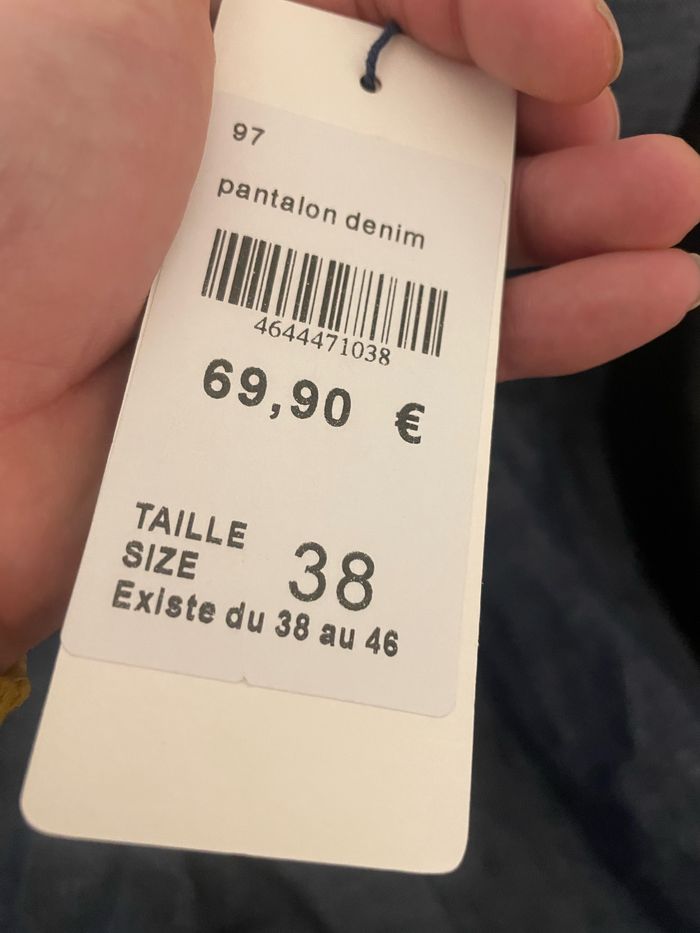 97
pantalon denim
4644471038
69,90 €
TAILLE
SIZE
38
Existe du 38 au 46